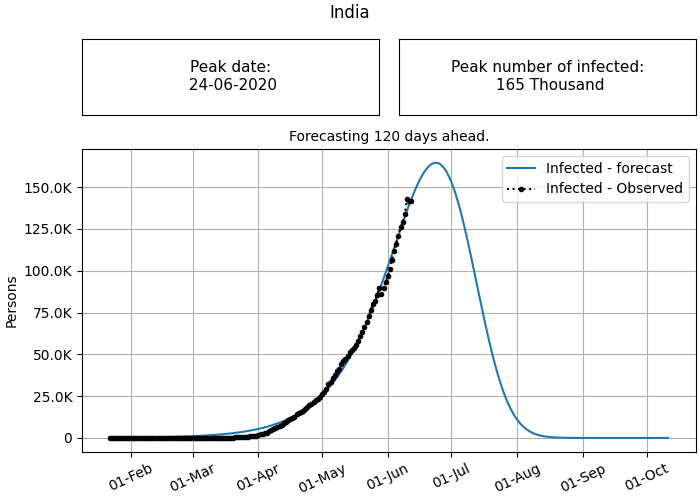 India
Peak date:
24-06-2020
Peak number of infected:
165 Thousand
Forecasting 120 days ahead.
Infected - forecast
Infected - Observed
150.0K
125.0K
100.0K
75.0K
50.0K
25.0K
0
Persons
01-Feb
01-Mar
01-Apr
01-May
01-Jun
01-Jul
01-Aug
01-Sep
01-Oct